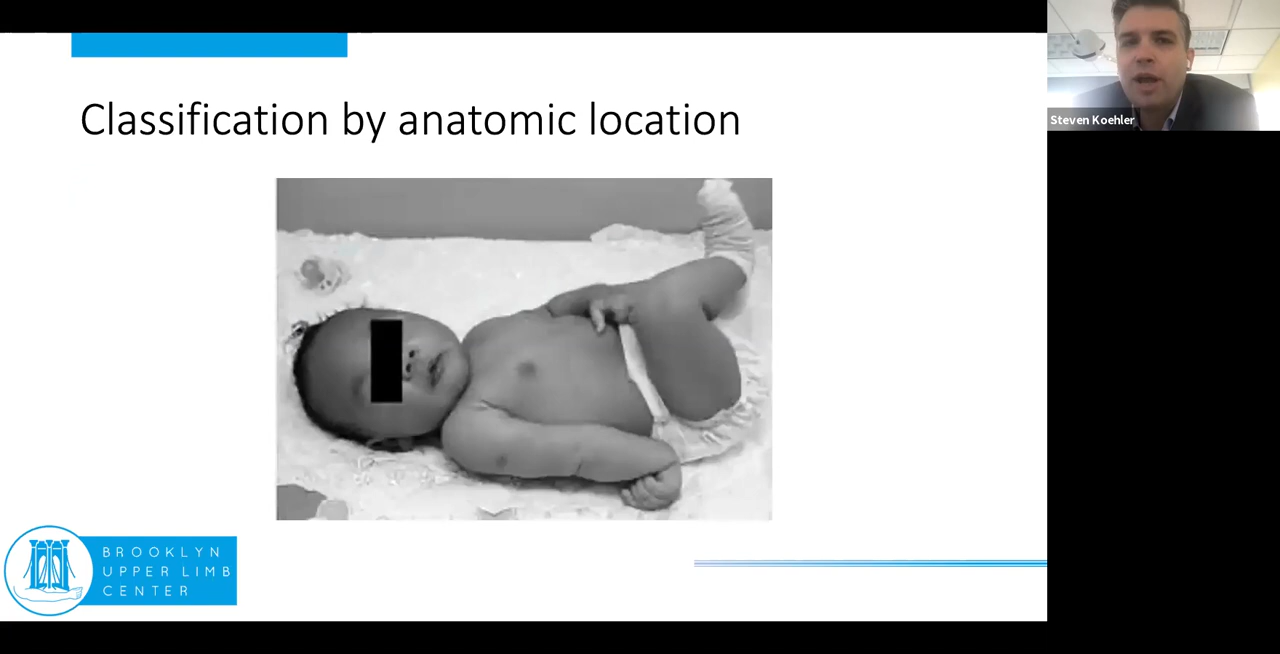 Classification by anatomic location
Steven Koehler
BROOKLYN
UPPER LIMB
CENTER